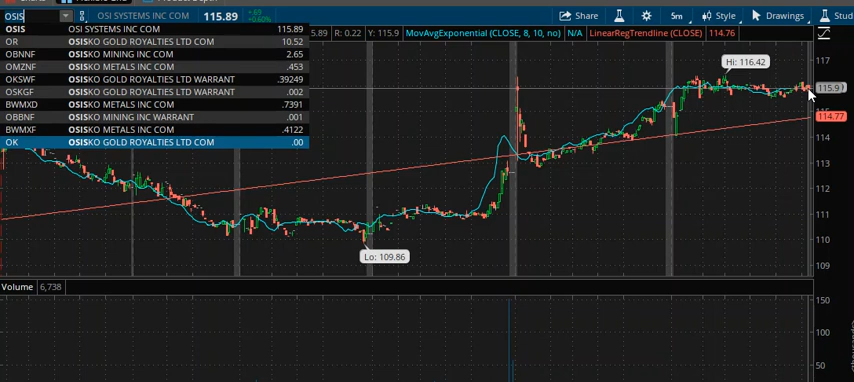 OSIS OSI SYSTEMS INC COM 115.89 +.69 +0.60% Share 5m Style Drawings Stud
OSIS OSI SYSTEMS INC COM 115.89
OR OSISKO GOLD ROYALTIES LTD COM 10.52
OBNNF OSISKO MINING INC COM 2.65
OMZNF OSISKO METALS INC COM .453
OKSWF OSISKO GOLD ROYALTIES LTD WARRANT .39249
OSKGF OSISKO GOLD ROYALTIES LTD WARRANT .002
BWMXD OSISKO METALS INC COM .7391
OBBNF OSISKO MINING INC WARRANT .001
BWMXF OSISKO METALS INC COM .4122
OK OSISKO GOLD ROYALTIES LTD COM .00
5.89 R: 0.22 Y: 115.9 MovAvgExponential (CLOSE, 8, 10, no) N/A LinearRegTrendline (CLOSE) 114.76
Hi: 116.42
117
115.9
114.77
114
113
112
111
110
109
Lo: 109.86
Volume 6,738
150
100
50